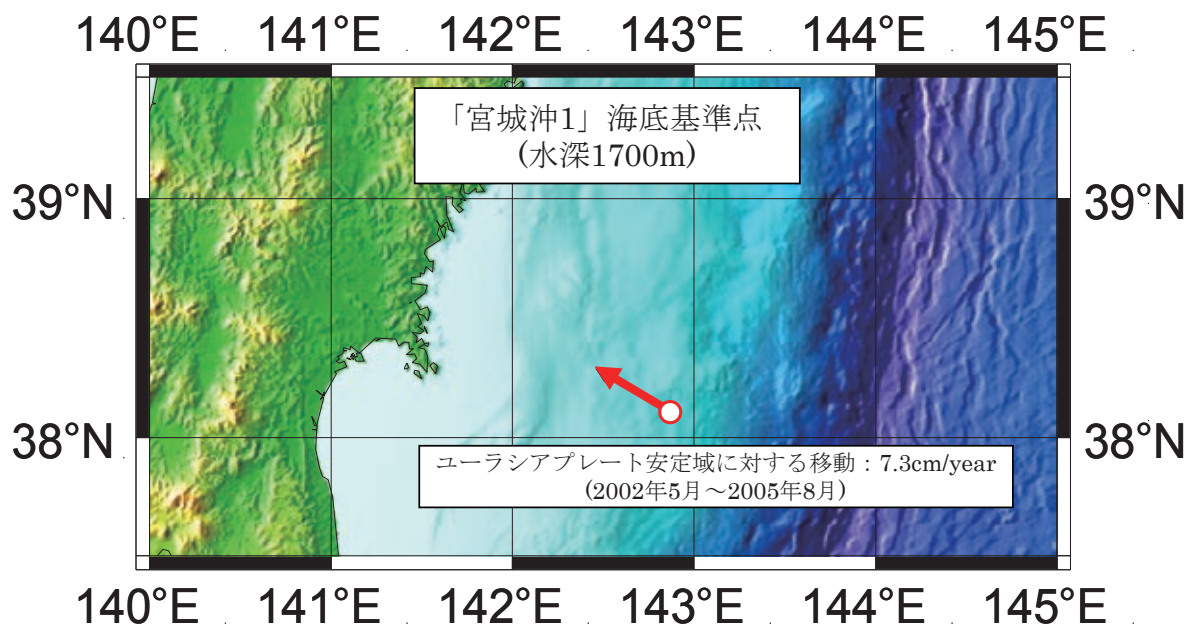 140°E 141°E 142°E 143°E 144°E 145°E
「宮城沖1」海底基準点
(水深1700m)
39°N 39°N
38°N 38°N
ユーラシアプレート安定域に対する移動：7.3cm/year
(2002年5月～2005年8月)
140°E 141°E 142°E 143°E 144°E 145°E